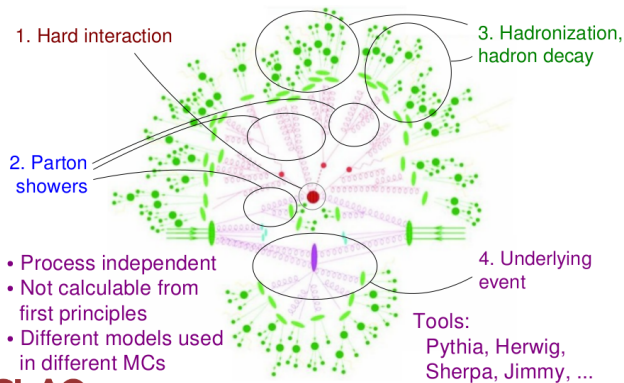 1. Hard interaction
3. Hadronization,
hadron decay
2. Parton
showers
• Process independent
• Not calculable from
first principles
• Different models used
in different MCs
4. Underlying
event
Tools:
Pythia, Herwig,
Sherpa, Jimmy, ...